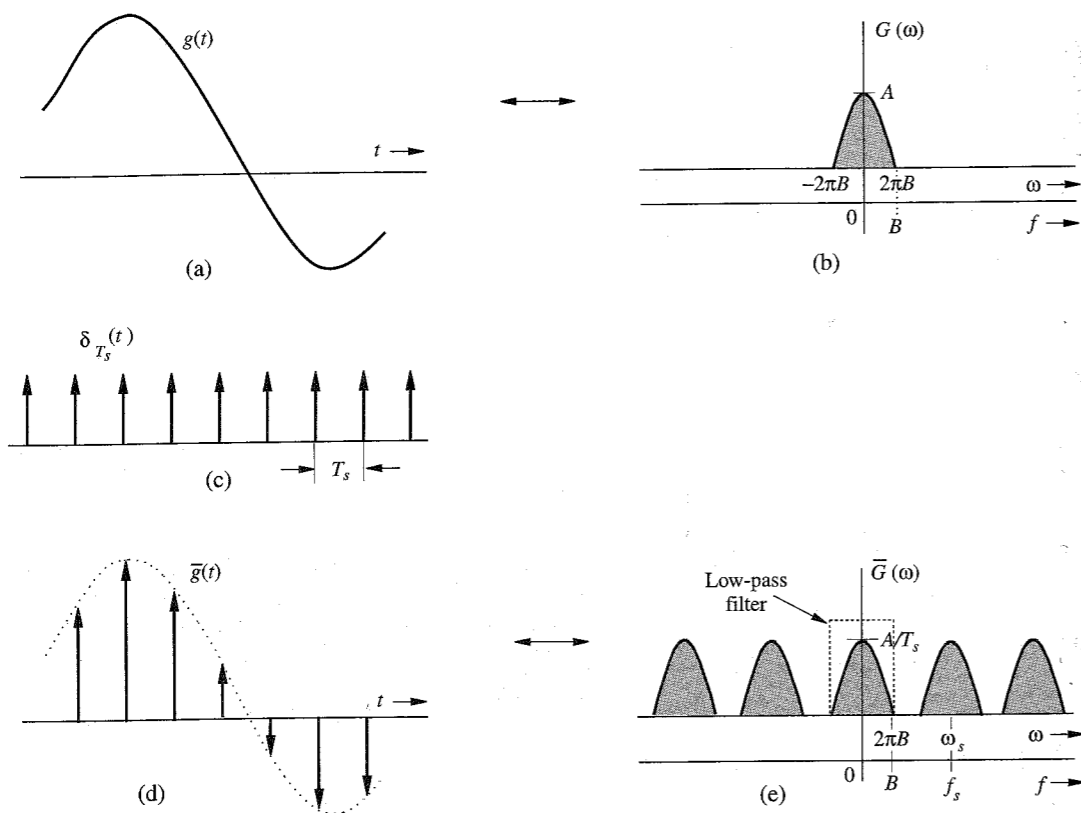 g(t)
t
(a)
G (ω)
A
−2πB
2πB
ω
0
B
f
(b)
δ_{T_s}(t)
T_s
(c)
g̅(t)
t
(d)
Low-pass
filter
G̅ (ω)
A/T_s
2πB
ω_s
ω
0
B
f_s
f
(e)